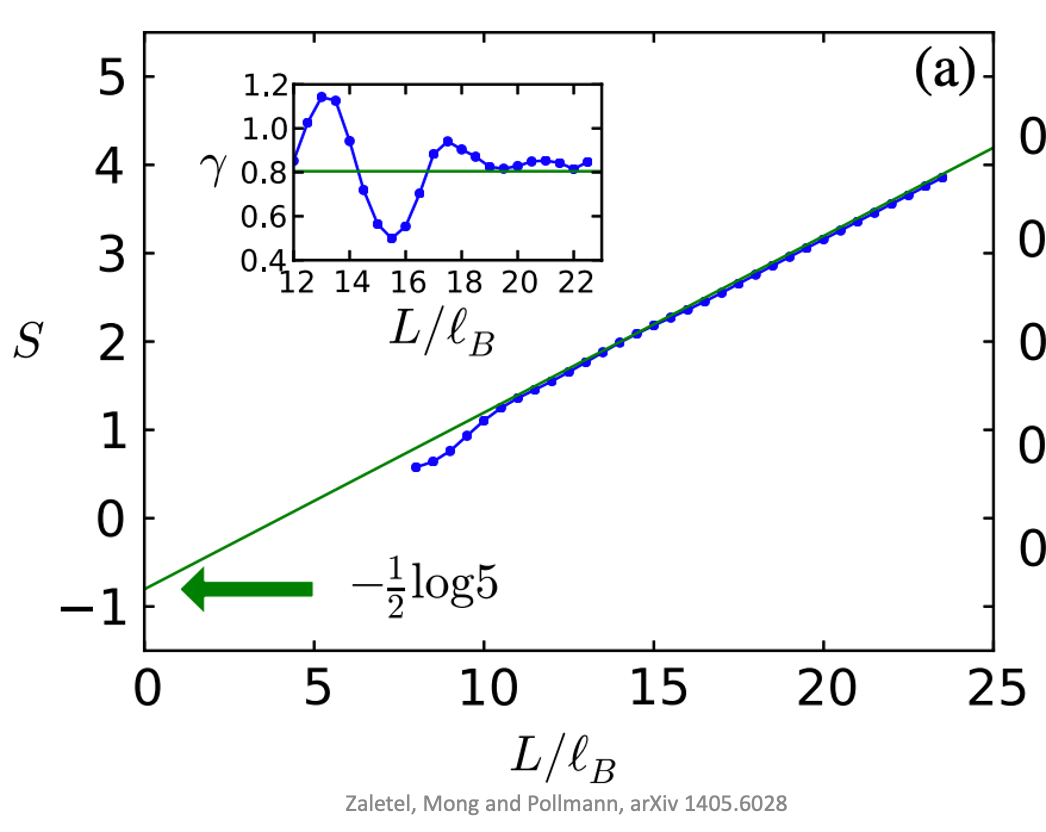 (a)
5
4
3
2
1
0
−1
S
1.2
1.0
0.8
0.6
0.4
γ
12 14 16 18 20 22
L/ℓ_B
−½log5
0
0
0
0
0
0 5 10 15 20 25
L/ℓ_B
Zaletel, Mong and Pollmann, arXiv 1405.6028